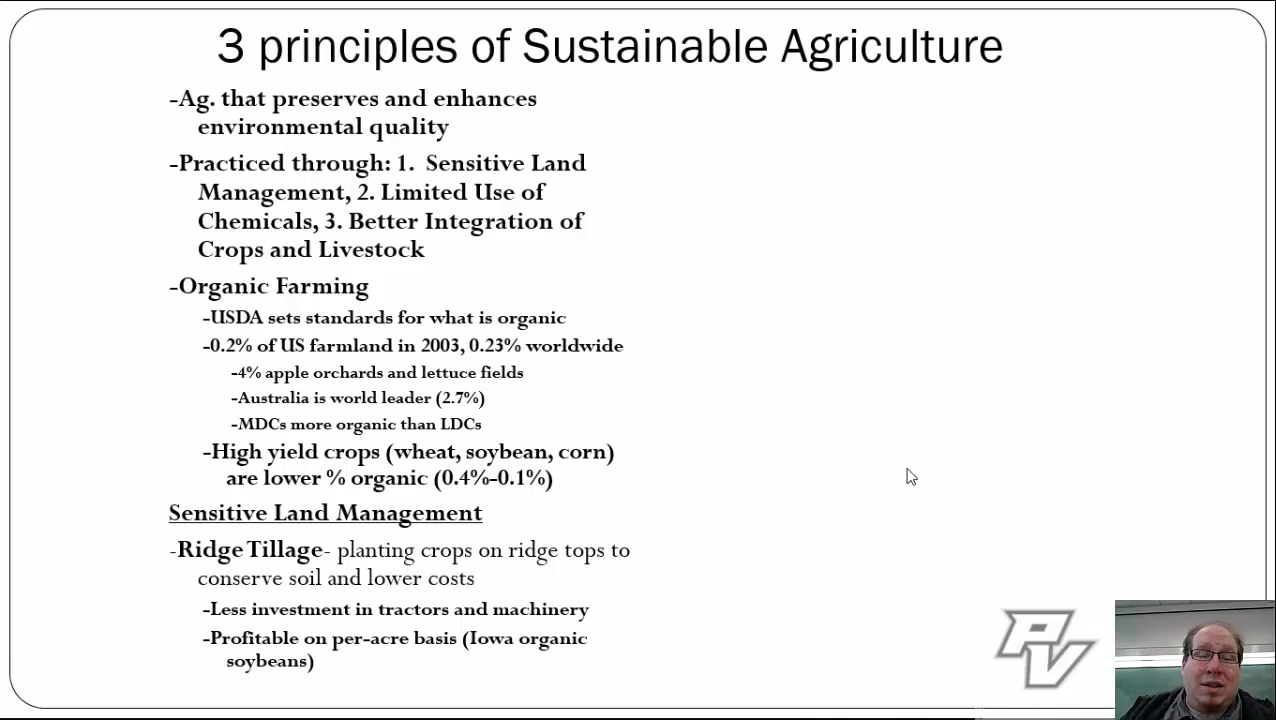 3 principles of Sustainable Agriculture
-Ag. that preserves and enhances
environmental quality
-Practiced through: 1. Sensitive Land
Management, 2. Limited Use of
Chemicals, 3. Better Integration of
Crops and Livestock
-Organic Farming
-USDA sets standards for what is organic
-0.2% of US farmland in 2003, 0.23% worldwide
-4% apple orchards and lettuce fields
-Australia is world leader (2.7%)
-MDCs more organic than LDCs
-High yield crops (wheat, soybean, corn)
are lower % organic (0.4%-0.1%)
Sensitive Land Management
-Ridge Tillage- planting crops on ridge tops to
conserve soil and lower costs
-Less investment in tractors and machinery
-Profitable on per-acre basis (Iowa organic
soybeans)
PV